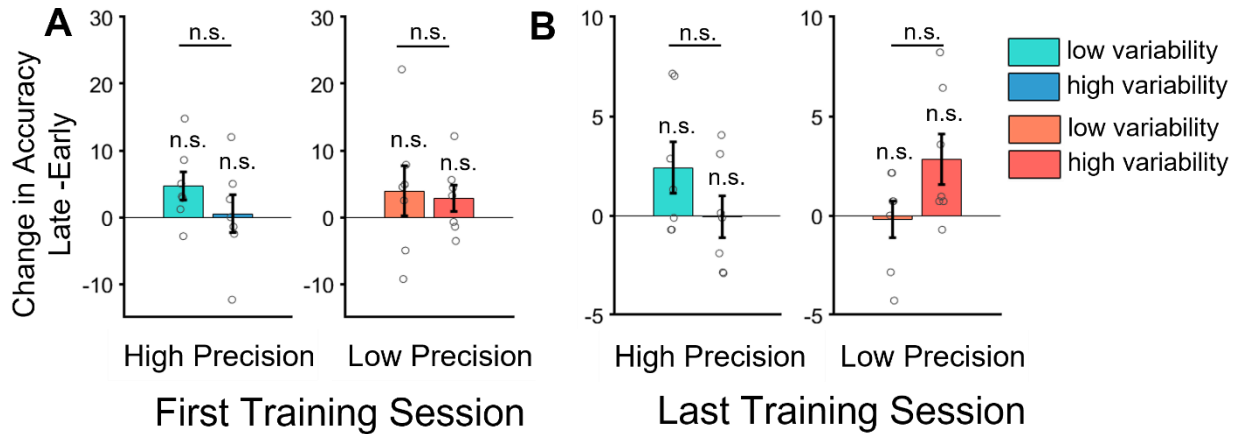 A
B
Change in Accuracy
Late -Early
30
20
10
0
-10
n.s.
n.s.
n.s.
High Precision
30
20
10
0
-10
n.s.
n.s.
n.s.
Low Precision
First Training Session
10
5
0
-5
n.s.
n.s.
n.s.
High Precision
10
5
0
-5
n.s.
n.s.
n.s.
Low Precision
Last Training Session
low variability
high variability
low variability
high variability